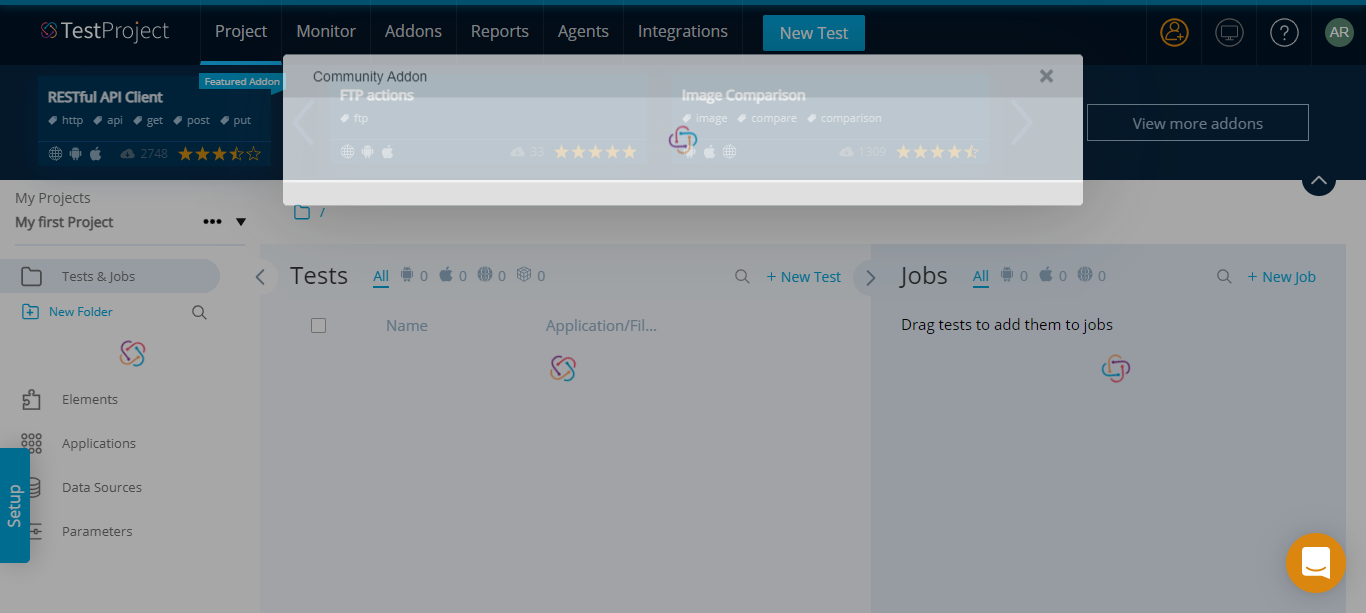 TestProject
Project
Monitor
Addons
Reports
Agents
Integrations
New Test
AR
Community Addon
Featured Addon
RESTful API Client
http api get post put
2748
FTP actions
ftp
33
Image Comparison
image compare comparison
1309
View more addons
My Projects
My first Project
/
Tests & Jobs
New Folder
Elements
Applications
Data Sources
Parameters
Setup
Tests
All 0 0 0 0
+ New Test
Name
Application/Fil...
Jobs
All 0 0 0
+ New Job
Drag tests to add them to jobs